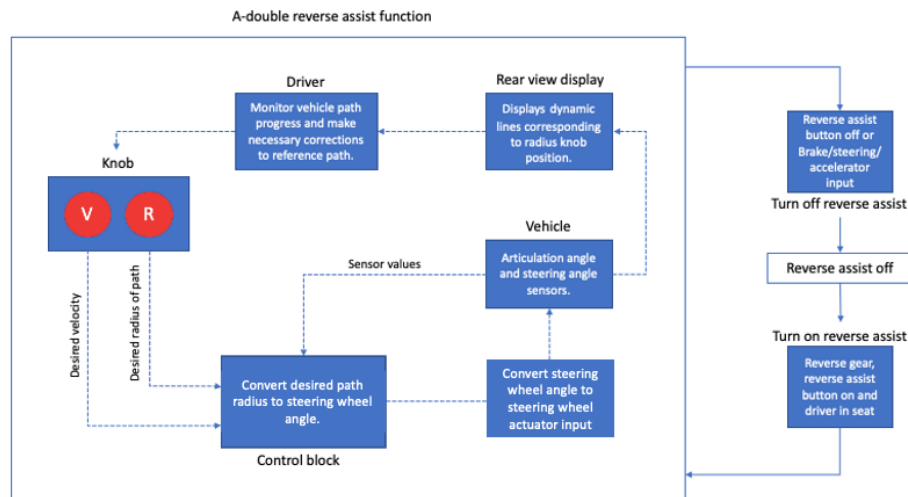 A-double reverse assist function
Driver
Monitor vehicle path
progress and make
necessary corrections
to reference path.
Rear view display
Displays dynamic
lines corresponding
to radius knob
position.
Knob
V
R
Desired velocity
Desired radius of path
Sensor values
Vehicle
Articulation angle
and steering angle
sensors.
Convert desired path
radius to steering wheel
angle.
Control block
Convert steering
wheel angle to
steering wheel
actuator input
Reverse assist
button off or
Brake/steering/
accelerator
input
Turn off reverse assist
Reverse assist off
Turn on reverse assist
Reverse gear,
reverse assist
button on and
driver in seat